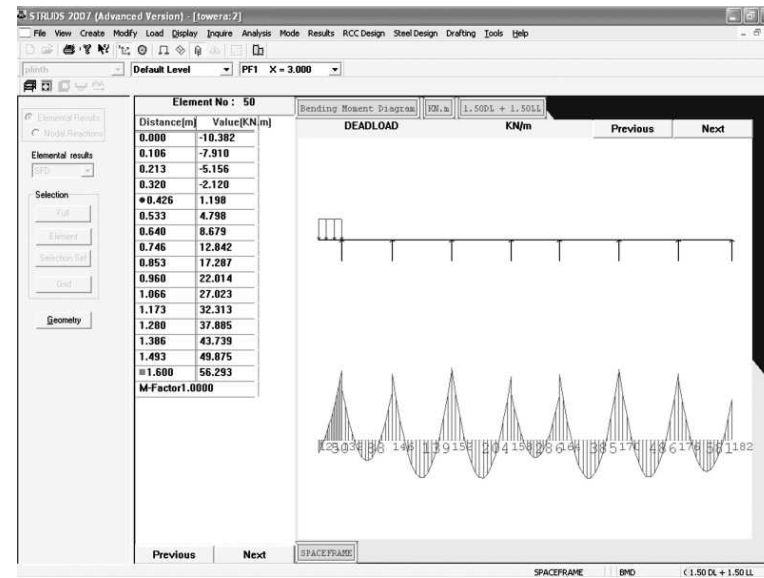 STRUDS 2007 (Advanced Version) - [towera:2]
File View Create Modify Load Display Inquire Analysis Mode Results RCC Design Steel Design Drafting Tools Help
plinth Default Level PF1 X = 3.000
Element No : 50
Bending Moment Diagram KN.m 1.50DL + 1.50LL
Elemental Results
Nodal Reactions
Elemental results
SFD
Selection
Full
Element
Selection Set
Grid
Geometry
Distance[m] Value[KN.m]
0.000 -10.382
0.106 -7.910
0.213 -5.156
0.320 -2.120
0.426 1.198
0.533 4.798
0.640 8.679
0.746 12.842
0.853 17.287
0.960 22.014
1.066 27.023
1.173 32.313
1.280 37.885
1.386 43.739
1.493 49.875
1.600 56.293
M-Factor1.0000
DEADLOAD KN/m Previous Next
Previous Next
SPACEFRAME
SPACEFRAME BMD (1.50 DL + 1.50 LL